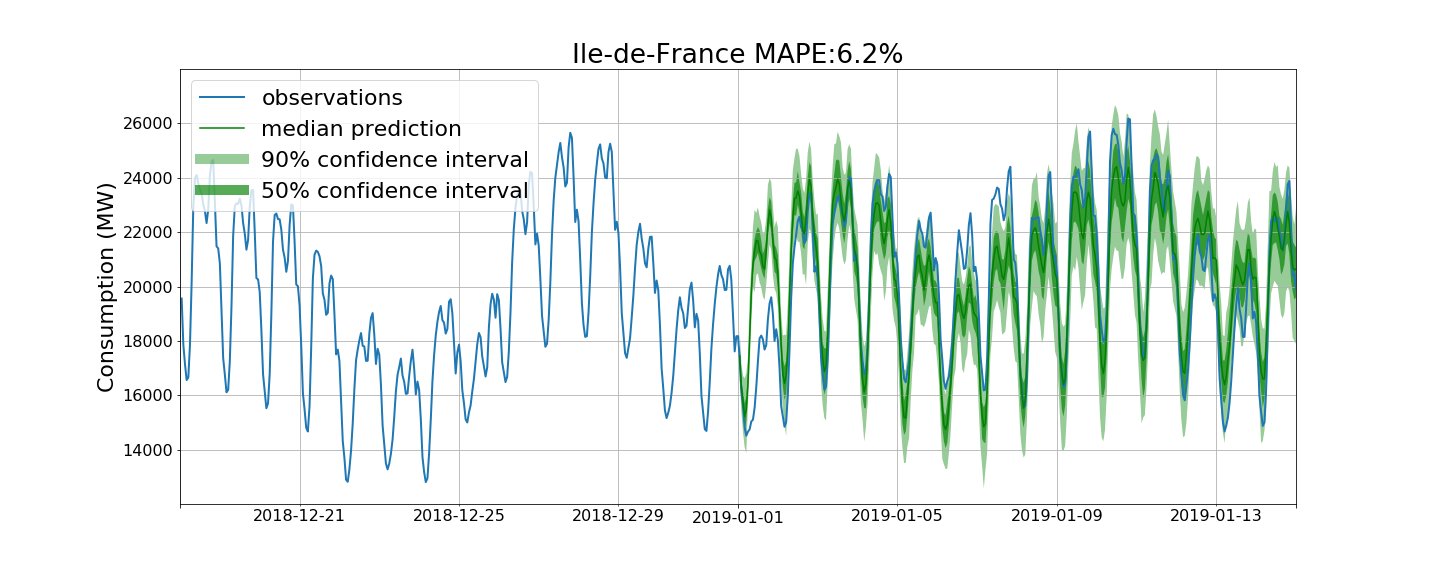 Ile-de-France MAPE:6.2%
observations
median prediction
90% confidence interval
50% confidence interval
Consumption (MW)
26000
24000
22000
20000
18000
16000
14000
2018-12-21 2018-12-25 2018-12-29 2019-01-01 2019-01-05 2019-01-09 2019-01-13